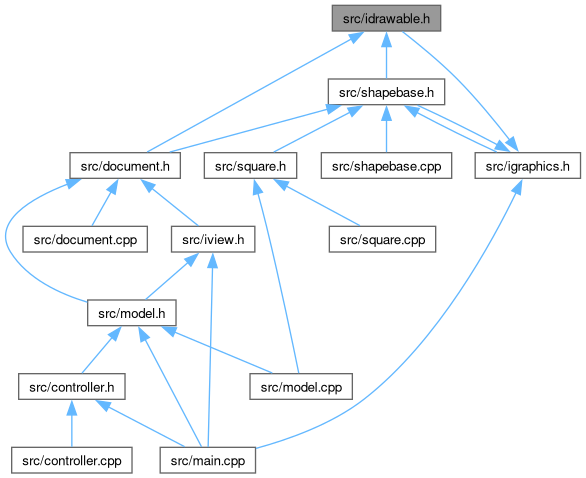 src/idrawable.h
src/shapebase.h
src/document.h
src/square.h
src/shapebase.cpp
src/igraphics.h
src/document.cpp
src/iview.h
src/square.cpp
src/model.h
src/controller.h
src/model.cpp
src/controller.cpp
src/main.cpp